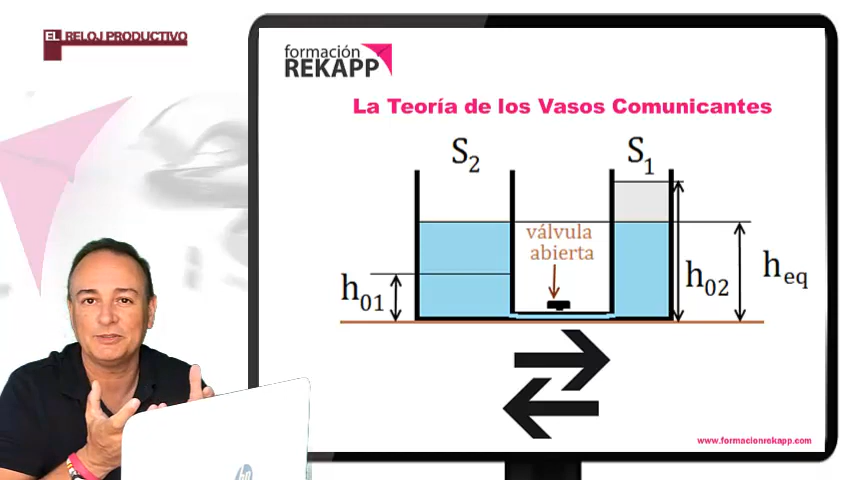 EL RELOJ PRODUCTIVO
formación
REKAPP
La Teoría de los Vasos Comunicantes
S2
S1
válvula
abierta
h01
h02
heq
www.formacionrekapp.com
hp